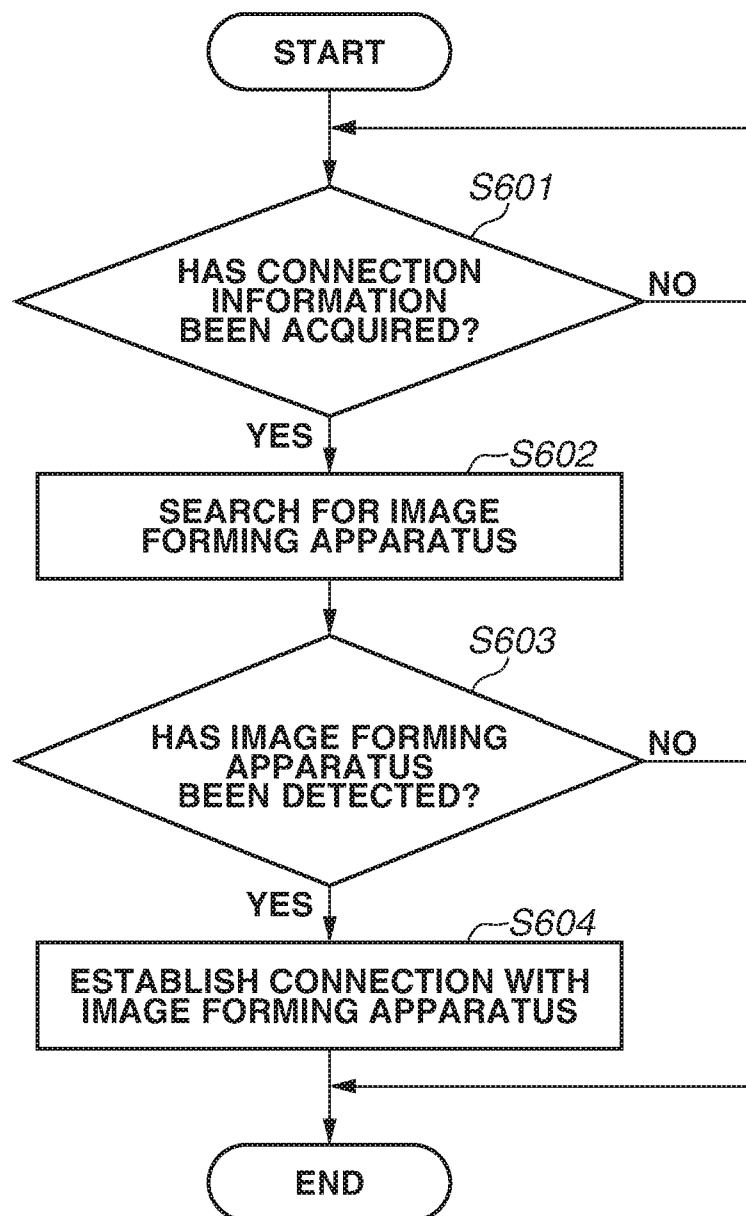 START
S601
HAS CONNECTION
INFORMATION
BEEN ACQUIRED?
NO
YES
S602
SEARCH FOR IMAGE
FORMING APPARATUS
S603
HAS IMAGE FORMING
APPARATUS
BEEN DETECTED?
NO
YES
S604
ESTABLISH CONNECTION WITH
IMAGE FORMING APPARATUS
END